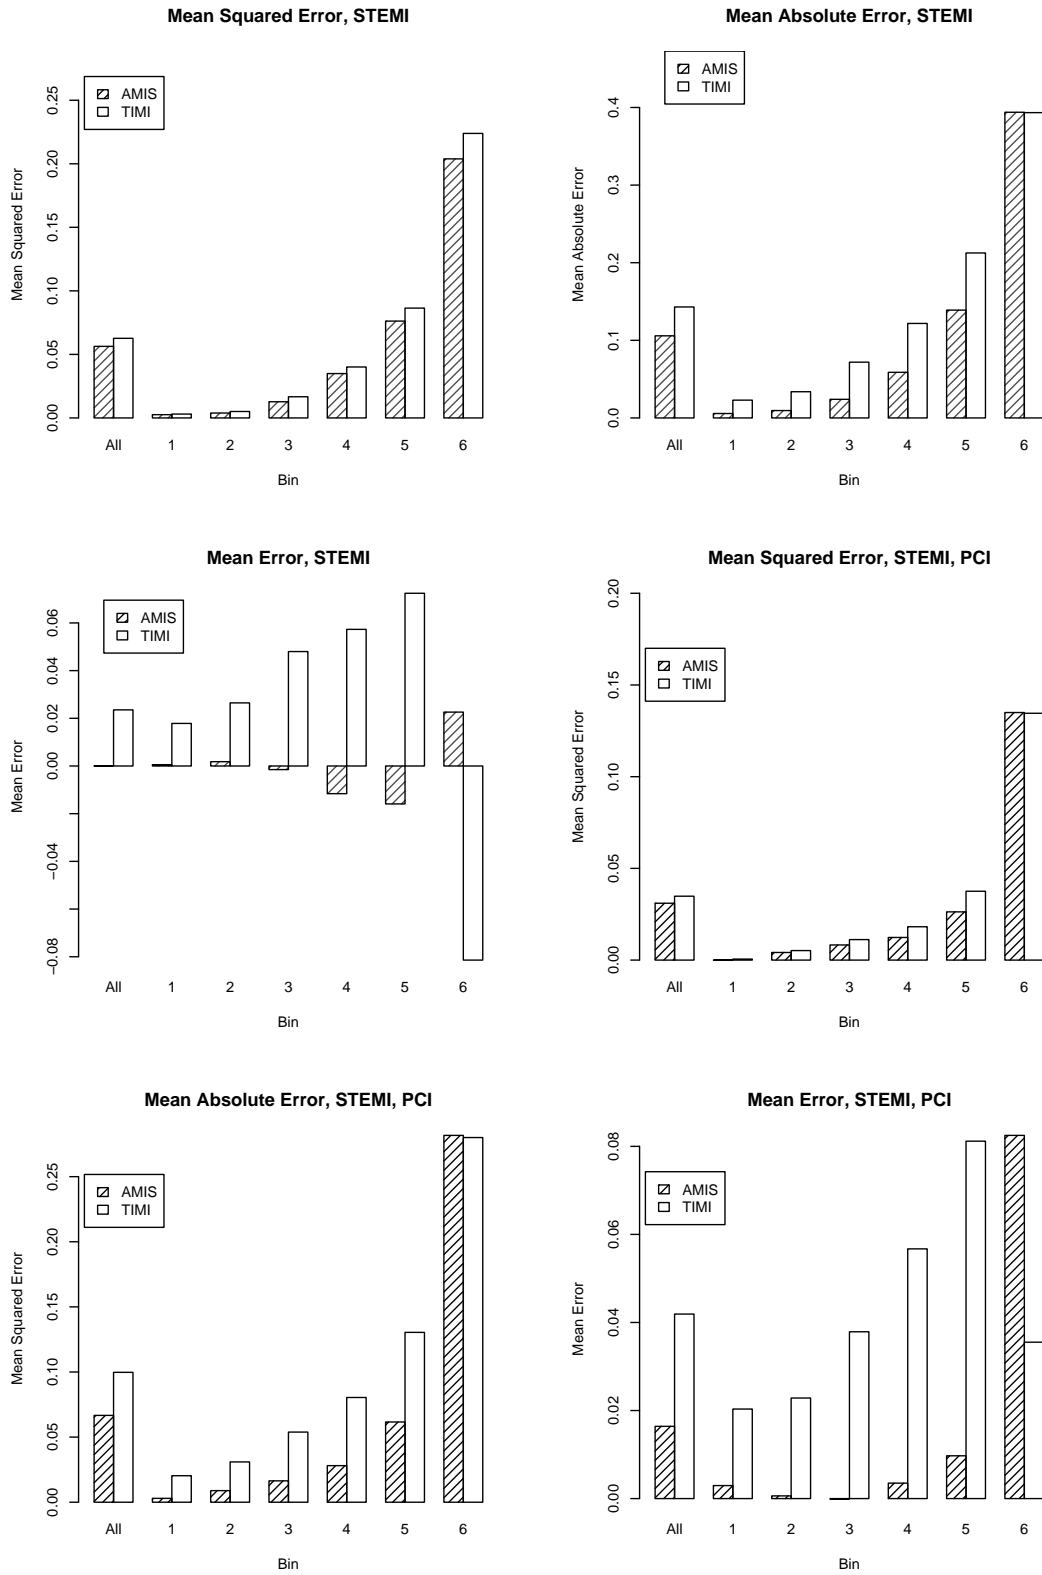 Mean Squared Error, STEMI
Mean Squared Error
0.00 0.05 0.10 0.15 0.20 0.25
AMIS
TIMI
All 1 2 3 4 5 6
Bin
Mean Absolute Error, STEMI
Mean Absolute Error
0.0 0.1 0.2 0.3 0.4
AMIS
TIMI
All 1 2 3 4 5 6
Bin
Mean Error, STEMI
Mean Error
−0.08 −0.04 0.00 0.02 0.04 0.06
AMIS
TIMI
All 1 2 3 4 5 6
Bin
Mean Squared Error, STEMI, PCI
Mean Squared Error
0.00 0.05 0.10 0.15 0.20
AMIS
TIMI
All 1 2 3 4 5 6
Bin
Mean Absolute Error, STEMI, PCI
Mean Squared Error
0.00 0.05 0.10 0.15 0.20 0.25
AMIS
TIMI
All 1 2 3 4 5 6
Bin
Mean Error, STEMI, PCI
Mean Error
0.00 0.02 0.04 0.06 0.08
AMIS
TIMI
All 1 2 3 4 5 6
Bin